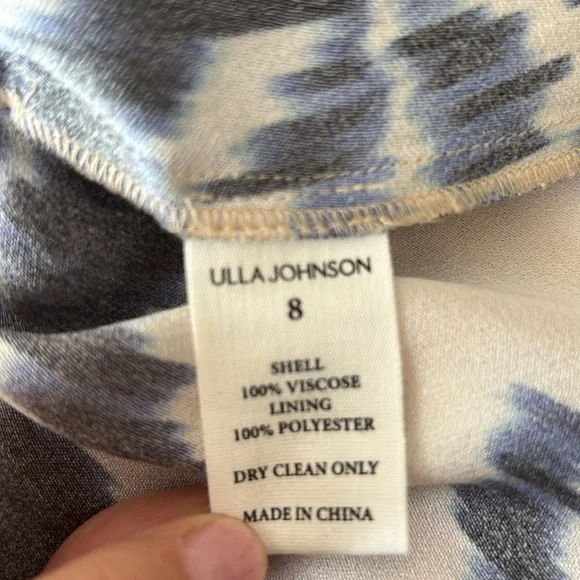 ULLA JOHNSON
8
SHELL
100% VISCOSE
LINING
100% POLYESTER
DRY CLEAN ONLY
MADE IN CHINA